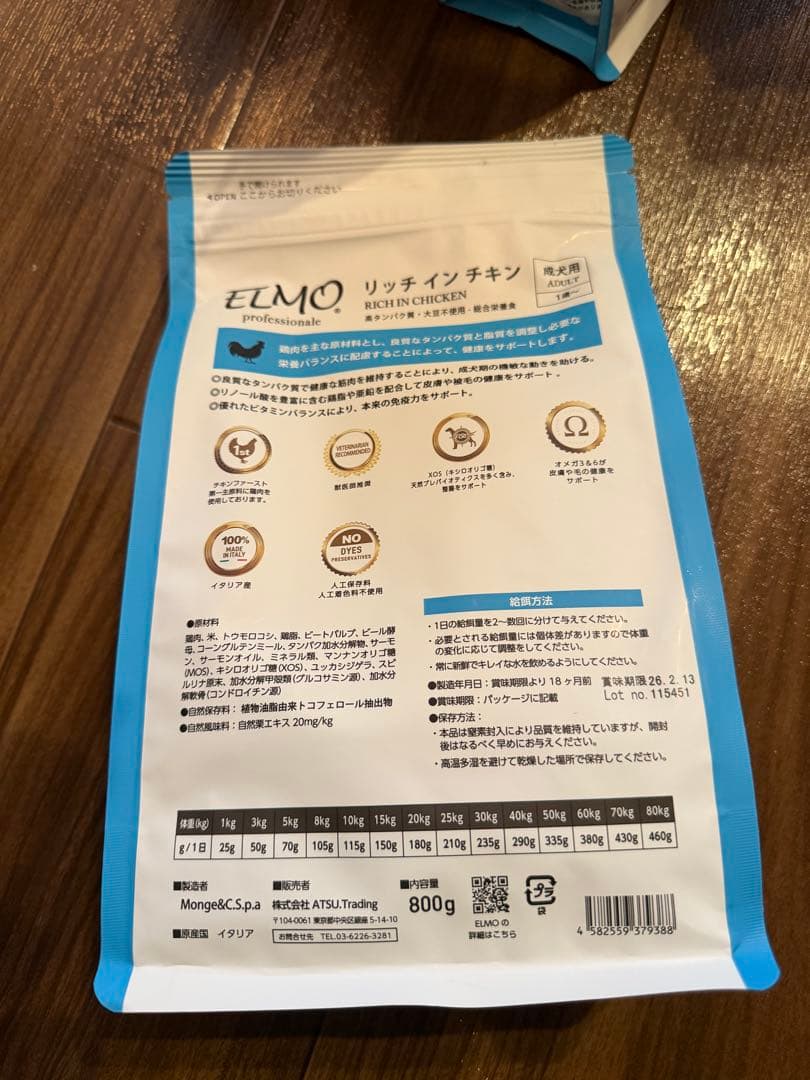 手で開けられます
OPEN ここからお切りください
ELMO®
professionale
リッチ イン チキン
RICH IN CHICKEN
高タンパク質・大豆不使用・総合栄養食
成犬用
ADULT
1歳〜
鶏肉を主な原材料とし、良質なタンパク質と脂質を調整し必要な
栄養バランスに配慮することによって、健康をサポートします。
◎良質なタンパク質で健康な筋肉を維持することにより、成犬期の機敏な動きを助ける。
◎リノール酸を豊富に含む鶏脂や亜鉛を配合して皮膚や被毛の健康をサポート。
◎優れたビタミンバランスにより、本来の免疫力をサポート。
1st
チキンファースト
第一主原料に鶏肉を
使用しております。
VETERINARIAN
RECOMMENDED
獣医師推奨
XOS
XOS（キシロオリゴ糖）
天然プレバイオティクスを多く含み、
整腸をサポート
Ω
オメガ3&6が
皮膚や毛の健康を
サポート
100%
MADE
IN ITALY
イタリア産
NO
DYES
PRESERVATIVES
人工保存料
人工着色料不使用
●原材料
鶏肉、米、トウモロコシ、鶏脂、ビートパルプ、ビール酵
母、コーングルテンミール、タンパク加水分解物、サーモ
ン、サーモンオイル、ミネラル類、マンナンオリゴ糖
(MOS)、キシロオリゴ糖(XOS)、ユッカシジゲラ、スピ
ルリナ原末、加水分解甲殻類(グルコサミン源)、加水分
解軟骨(コンドロイチン源)
●自然保存料： 植物油脂由来トコフェロール抽出物
●自然風味料：自然栗エキス 20mg/kg
給餌方法
・1日の給餌量を2〜数回に分けて与えてください。
・必要とされる給餌量には個体差がありますので体重
の変化に応じて調整をしてください。
・常に新鮮でキレイな水を飲めるようにしてください。
●製造年月日：賞味期限より 18ヶ月前 賞味期限26.2.13
●賞味期限：パッケージに記載 Lot no.115451
●保存方法：
・本品は窒素封入により品質を維持していますが、開封
後はなるべく早めにお与えください。
・高温多湿を避けて乾燥した場所で保存してください。
体重(kg) 1kg 3kg 5kg 8kg 10kg 15kg 20kg 25kg 30kg 40kg 50kg 60kg 70kg 80kg
g/1日 25g 50g 70g 105g 115g 150g 180g 210g 235g 290g 335g 380g 430g 460g
■製造者
Monge&C.S.p.a
■原産国 イタリア
■販売者
株式会社 ATSU.Trading
〒104-0061 東京都中央区銀座 5-14-10
お問合せ先 TEL.03-6226-3281
■内容量
800g
ELMO の
詳細はこちら
プラ
袋
4 582559 379388